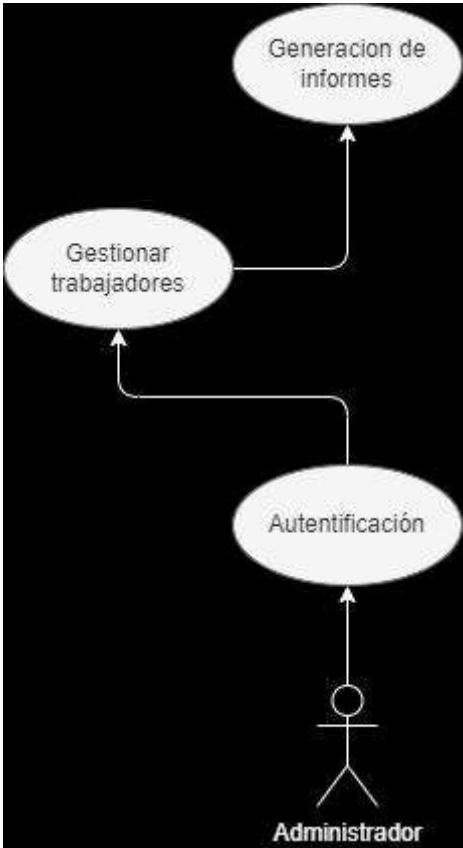 Generacion de
informes
Gestionar
trabajadores
Autentificación
Administrador